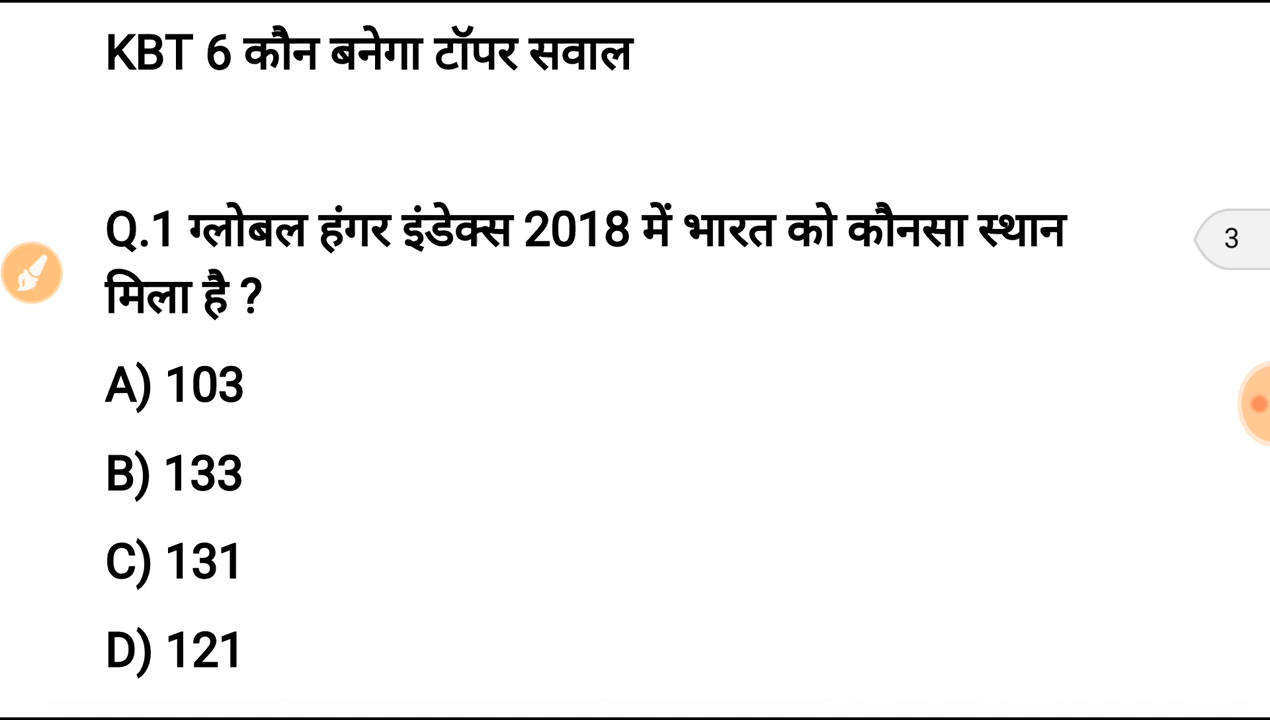 KBT 6 कौन बनेगा टॉपर सवाल
Q.1 ग्लोबल हंगर इंडेक्स 2018 में भारत को कौनसा स्थान
मिला है ?
3
A) 103
B) 133
C) 131
D) 121